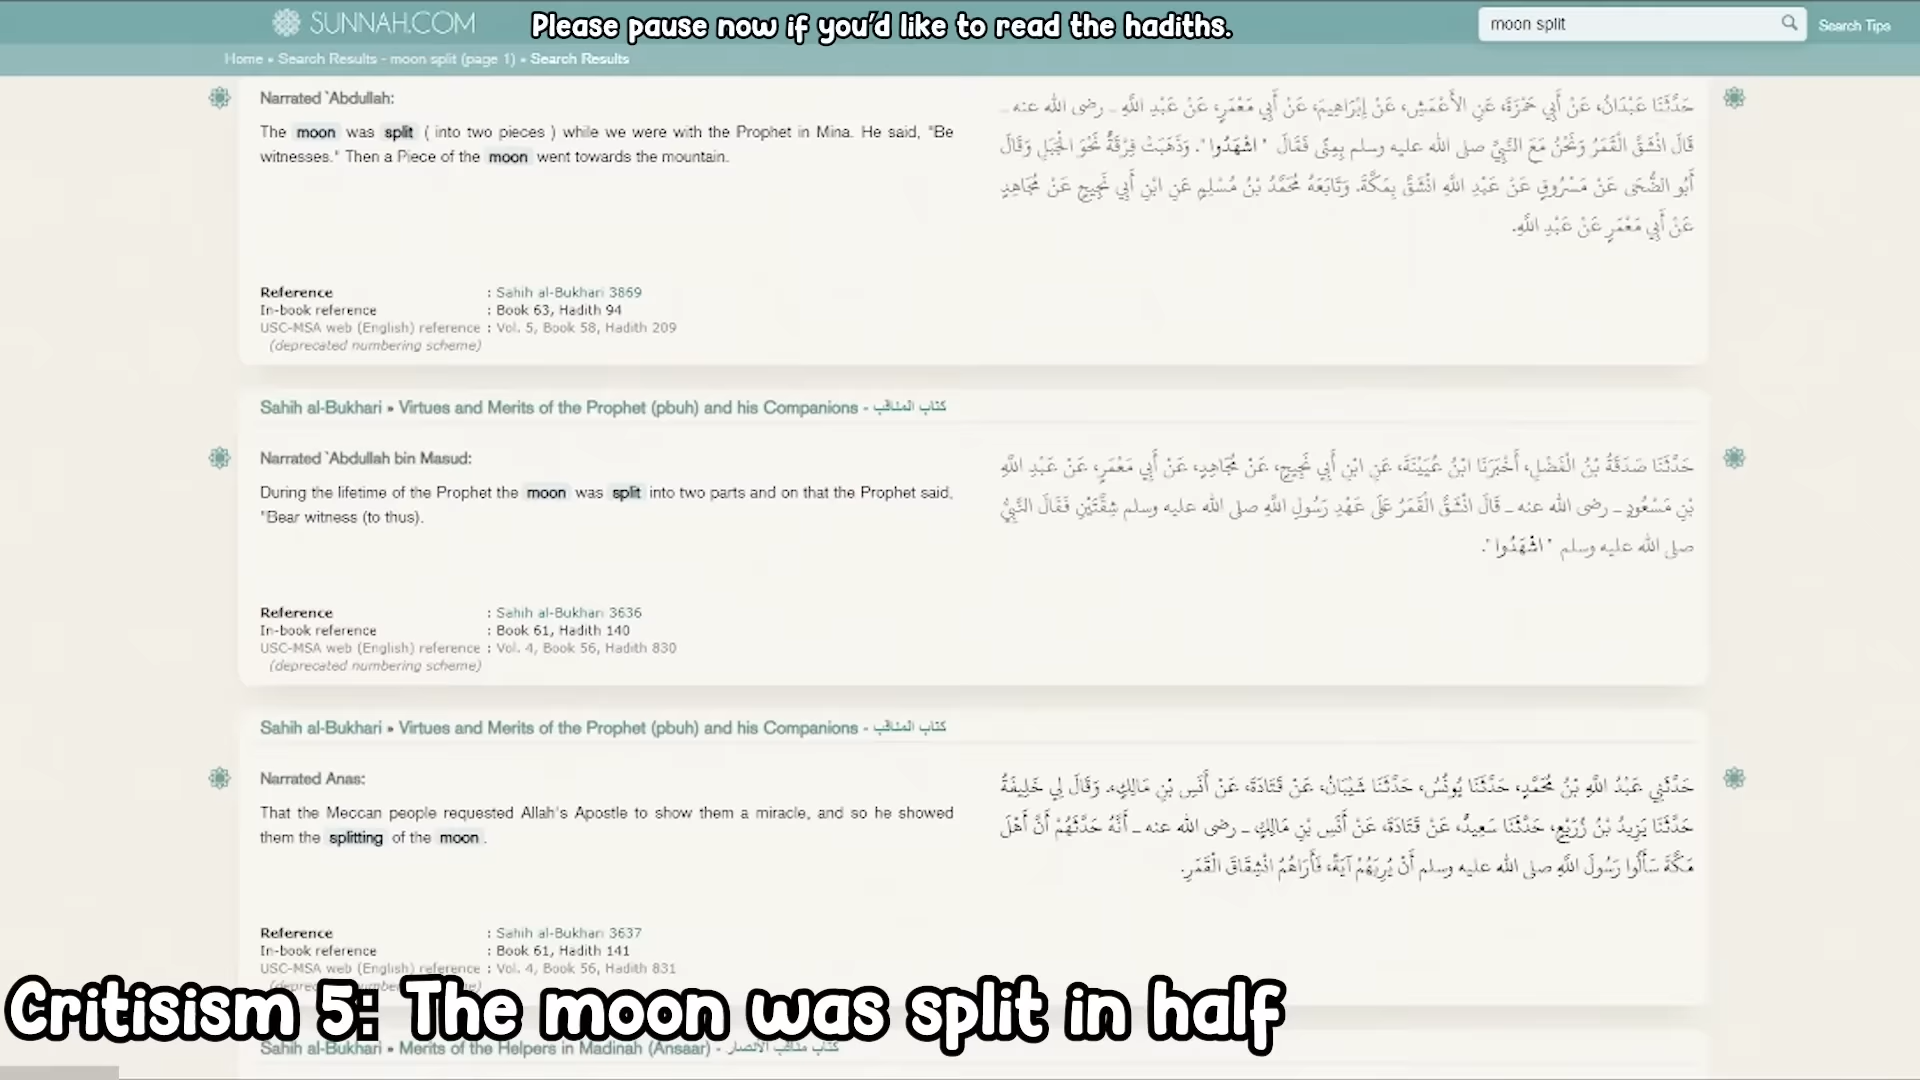 SUNNAH.COM
Please pause now if you'd like to read the hadiths.
moon split
Search Tips
Home » Search Results - moon split (page 1) » Search Results
Narrated `Abdullah:
The moon was split ( into two pieces ) while we were with the Prophet in Mina. He said, "Be
witnesses." Then a Piece of the moon went towards the mountain.
حَدَّثَنَا عَبْدَانُ، عَنْ أَبِي حَمْزَةَ، عَنِ الأَعْمَشِ، عَنْ إِبْرَاهِيمَ، عَنْ أَبِي مَعْمَرٍ، عَنْ عَبْدِ اللَّهِ ـ رضى الله عنه ـ
قَالَ انْشَقَّ الْقَمَرُ وَنَحْنُ مَعَ النَّبِيِّ صلى الله عليه وسلم بِمِنًى فَقَالَ ‏"‏ اشْهَدُوا ‏"‏‏.‏ وَذَهَبَتْ فِرْقَةٌ نَحْوَ الْجَبَلِ وَقَالَ
أَبُو الضُّحَى عَنْ مَسْرُوقٍ عَنْ عَبْدِ اللَّهِ انْشَقَّ بِمَكَّةَ‏.‏ وَتَابَعَهُ مُحَمَّدُ بْنُ مُسْلِمٍ عَنِ ابْنِ أَبِي نَجِيحٍ عَنْ مُجَاهِدٍ
عَنْ أَبِي مَعْمَرٍ عَنْ عَبْدِ اللَّهِ‏.‏
Reference : Sahih al-Bukhari 3869
In-book reference : Book 63, Hadith 94
USC-MSA web (English) reference : Vol. 5, Book 58, Hadith 209
(deprecated numbering scheme)
Sahih al-Bukhari » Virtues and Merits of the Prophet (pbuh) and his Companions - كتاب المناقب
Narrated `Abdullah bin Masud:
During the lifetime of the Prophet the moon was split into two parts and on that the Prophet said,
"Bear witness (to thus).
حَدَّثَنَا صَدَقَةُ بْنُ الْفَضْلِ، أَخْبَرَنَا ابْنُ عُيَيْنَةَ، عَنِ ابْنِ أَبِي نَجِيحٍ، عَنْ مُجَاهِدٍ، عَنْ أَبِي مَعْمَرٍ، عَنْ عَبْدِ اللَّهِ
بْنِ مَسْعُودٍ ـ رضى الله عنه ـ قَالَ انْشَقَّ الْقَمَرُ عَلَى عَهْدِ رَسُولِ اللَّهِ صلى الله عليه وسلم شِقَّتَيْنِ فَقَالَ النَّبِيُّ
صلى الله عليه وسلم ‏"‏ اشْهَدُوا ‏"‏‏.‏
Reference : Sahih al-Bukhari 3636
In-book reference : Book 61, Hadith 140
USC-MSA web (English) reference : Vol. 4, Book 56, Hadith 830
(deprecated numbering scheme)
Sahih al-Bukhari » Virtues and Merits of the Prophet (pbuh) and his Companions - كتاب المناقب
Narrated Anas:
That the Meccan people requested Allah's Apostle to show them a miracle, and so he showed
them the splitting of the moon .
حَدَّثَنِي عَبْدُ اللَّهِ بْنُ مُحَمَّدٍ، حَدَّثَنَا يُونُسُ، حَدَّثَنَا شَيْبَانُ، عَنْ قَتَادَةَ، عَنْ أَنَسِ بْنِ مَالِكٍ،‏.‏ وَقَالَ لِي خَلِيفَةُ
حَدَّثَنَا يَزِيدُ بْنُ زُرَيْعٍ، حَدَّثَنَا سَعِيدٌ، عَنْ قَتَادَةَ، عَنْ أَنَسِ بْنِ مَالِكٍ ـ رضى الله عنه ـ أَنَّهُ حَدَّثَهُمْ أَنَّ أَهْلَ
مَكَّةَ سَأَلُوا رَسُولَ اللَّهِ صلى الله عليه وسلم أَنْ يُرِيَهُمْ آيَةً، فَأَرَاهُمُ انْشِقَاقَ الْقَمَرِ‏.‏
Reference : Sahih al-Bukhari 3637
In-book reference : Book 61, Hadith 141
USC-MSA web (English) reference : Vol. 4, Book 56, Hadith 831
Critisism 5: The moon was split in half
Sahih al-Bukhari » Merits of the Helpers in Madinah (Ansaar) - كتاب مناقب الأنصار